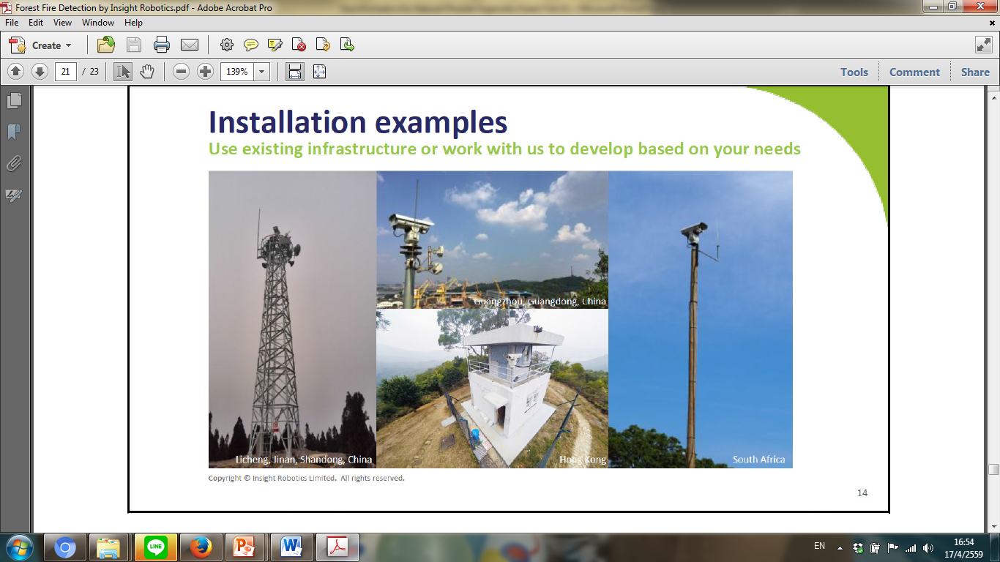 Forest Fire Detection by Insight Robotics.pdf - Adobe Acrobat Pro
File Edit View Window Help
Create
21 / 23 139% Tools Comment Share
Installation examples
Use existing infrastructure or work with us to develop based on your needs
Guangzhou, Guangdong, China
Licheng, Jinan, Shandong, China
Hong Kong
South Africa
Copyright © Insight Robotics Limited. All rights reserved.
14
LINE
EN
16:54
17/4/2559